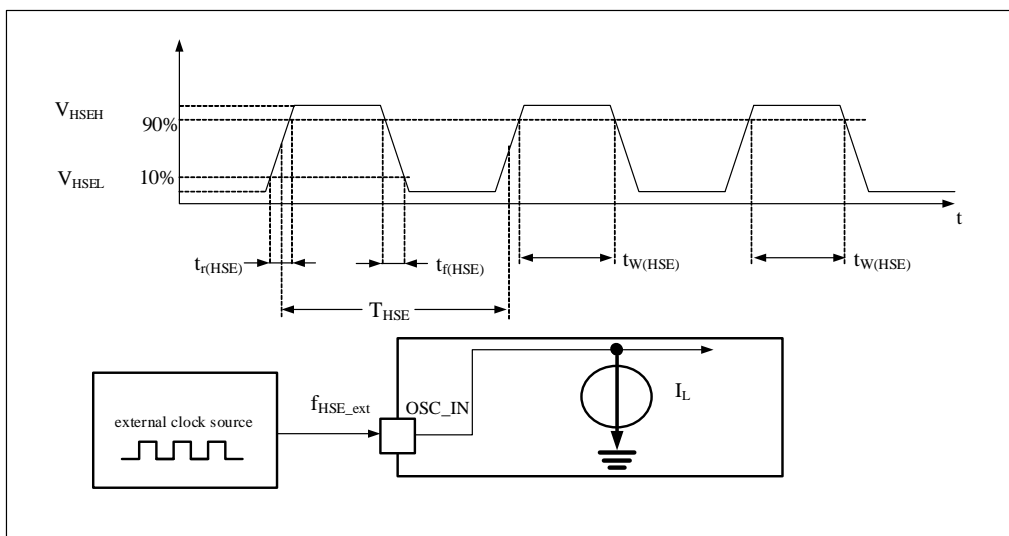 V_HSEH
90%
V_HSEL
10%
t
t_r(HSE)
t_f(HSE)
t_W(HSE)
t_W(HSE)
T_HSE
external clock source
f_HSE_ext
OSC_IN
I_L